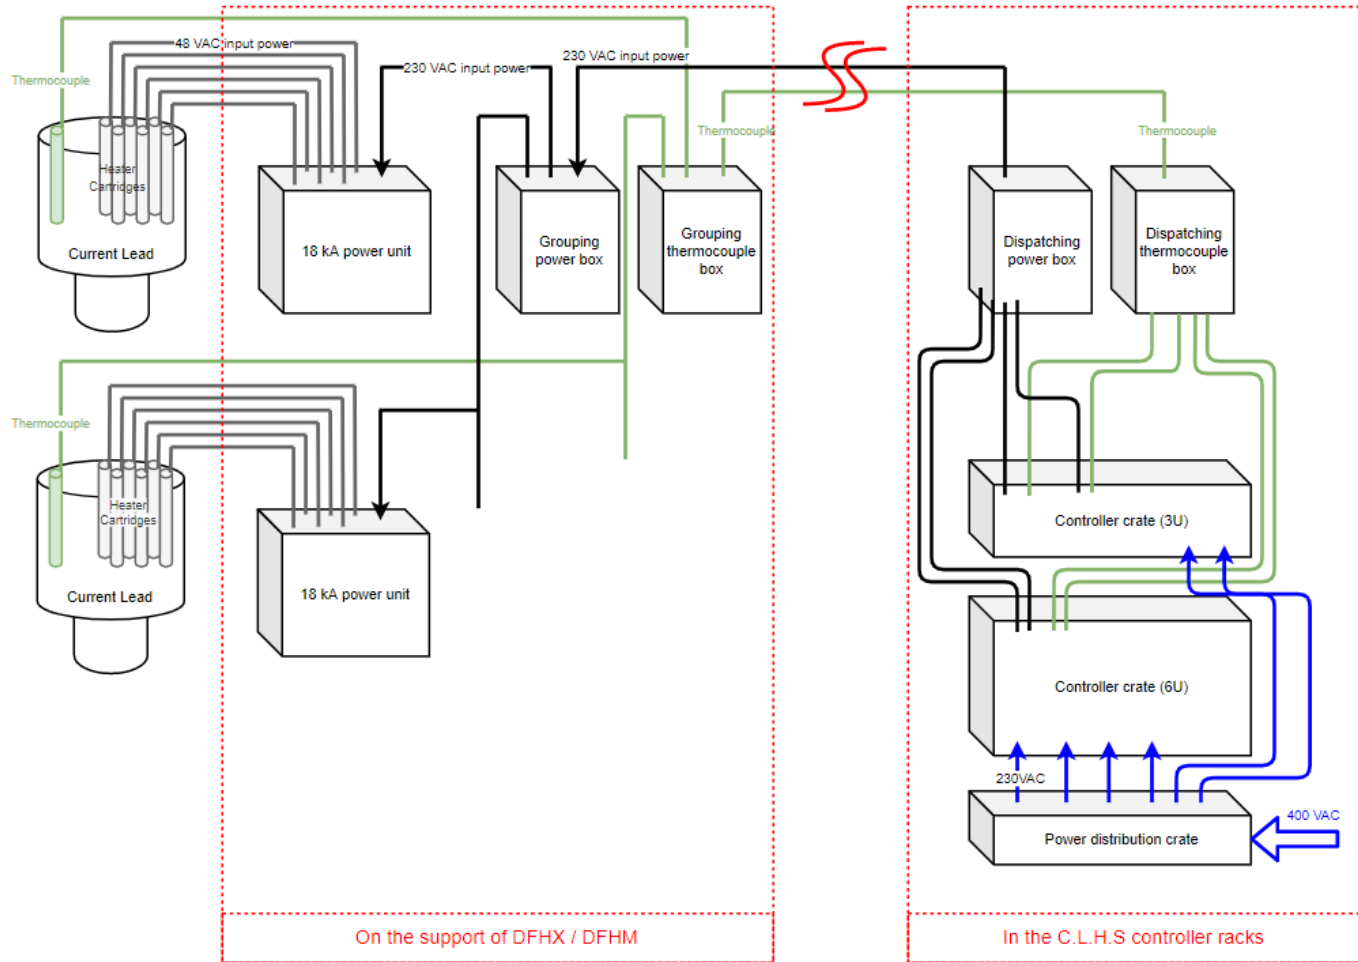 48 VAC input power
230 VAC input power
230 VAC input power
Thermocouple
Thermocouple
Thermocouple
Heater
Cartridges
Current Lead
18 kA power unit
Grouping
power box
Grouping
thermocouple
box
Dispatching
power box
Dispatching
thermocouple
box
Thermocouple
Heater
Cartridges
Current Lead
18 kA power unit
Controller crate (3U)
Controller crate (6U)
230VAC
400 VAC
Power distribution crate
On the support of DFHX / DFHM
In the C.L.H.S controller racks